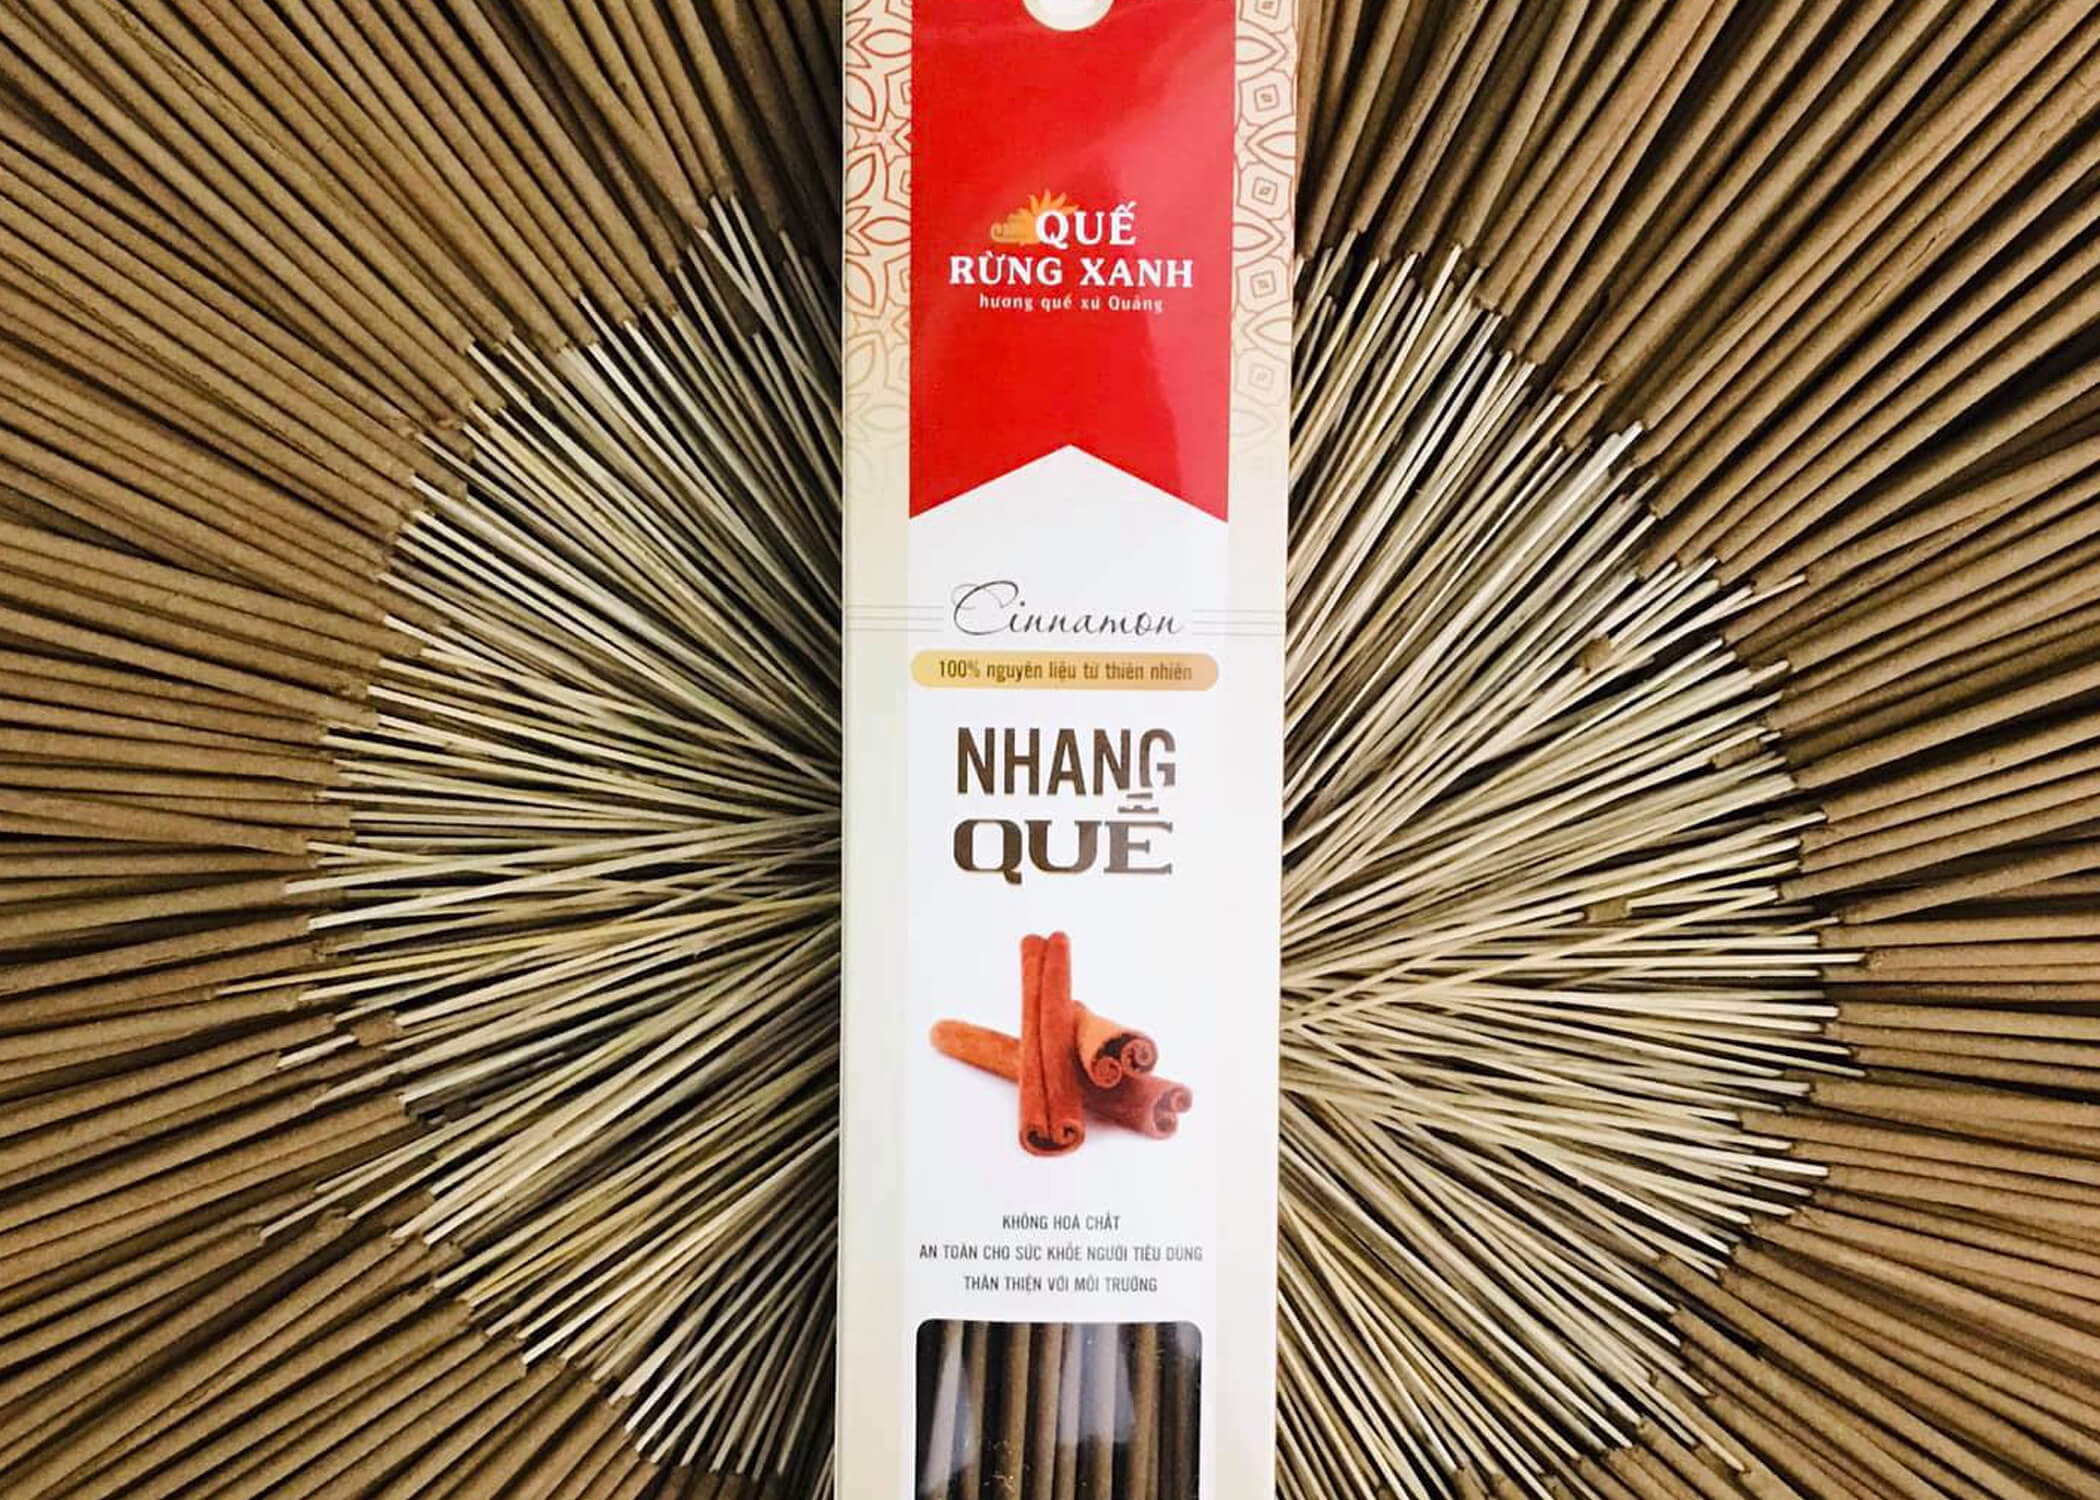 QUẾ
RỪNG XANH
hương quế xứ Quảng
Cinnamon
100% nguyên liệu từ thiên nhiên
NHANG
QUẾ
KHÔNG HOÁ CHẤT
AN TOÀN CHO SỨC KHỎE NGƯỜI TIÊU DÙNG
THÂN THIỆN VỚI MÔI TRƯỜNG